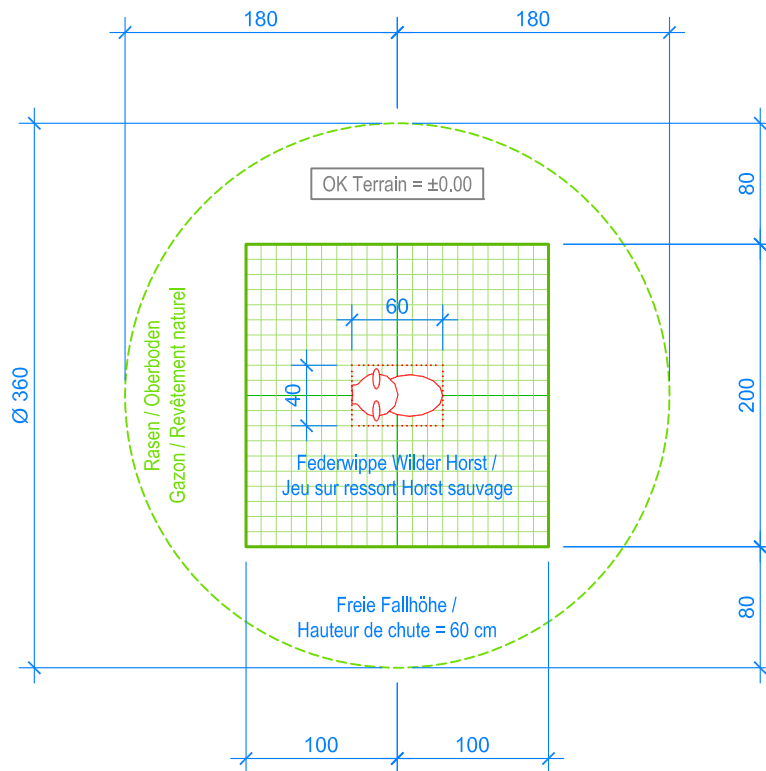 180
180
80
OK Terrain = ±0.00
60
40
Ø 360
Rasen / Oberboden
Gazon / Revêtement naturel
200
Federwippe Wilder Horst /
Jeu sur ressort Horst sauvage
Freie Fallhöhe /
Hauteur de chute = 60 cm
80
100
100